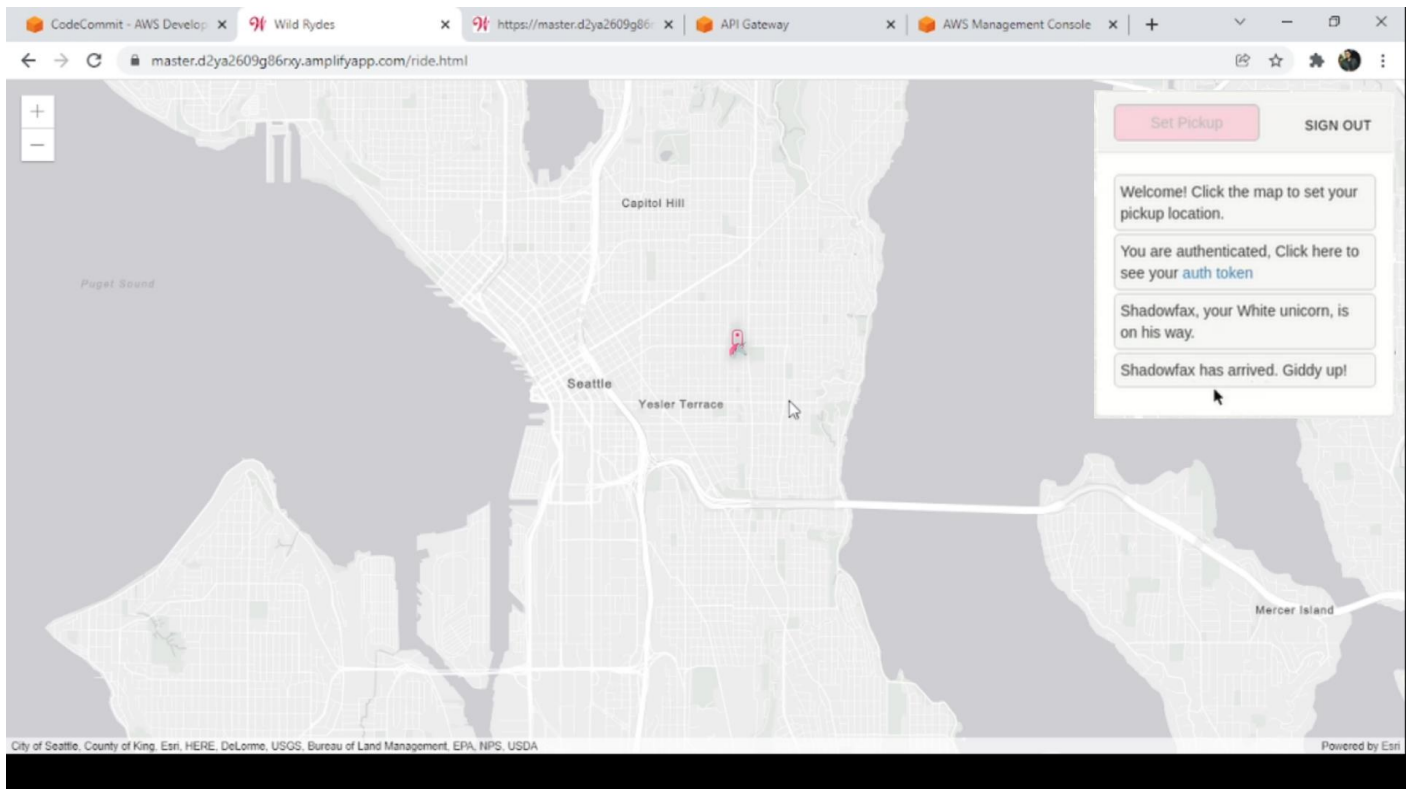 CodeCommit - AWS Develop
Wild Rydes
https://master.d2ya2609g86r
API Gateway
AWS Management Console
master.d2ya2609g86rxy.amplifyapp.com/ride.html
Set Pickup
SIGN OUT
Welcome! Click the map to set your
pickup location.
You are authenticated, Click here to
see your auth token
Shadowfax, your White unicorn, is
on his way.
Shadowfax has arrived. Giddy up!
Capitol Hill
Puget Sound
Seattle
Yesler Terrace
Mercer Island
City of Seattle, County of King, Esri, HERE, DeLorme, USGS, Bureau of Land Management, EPA, NPS, USDA
Powered by Esri